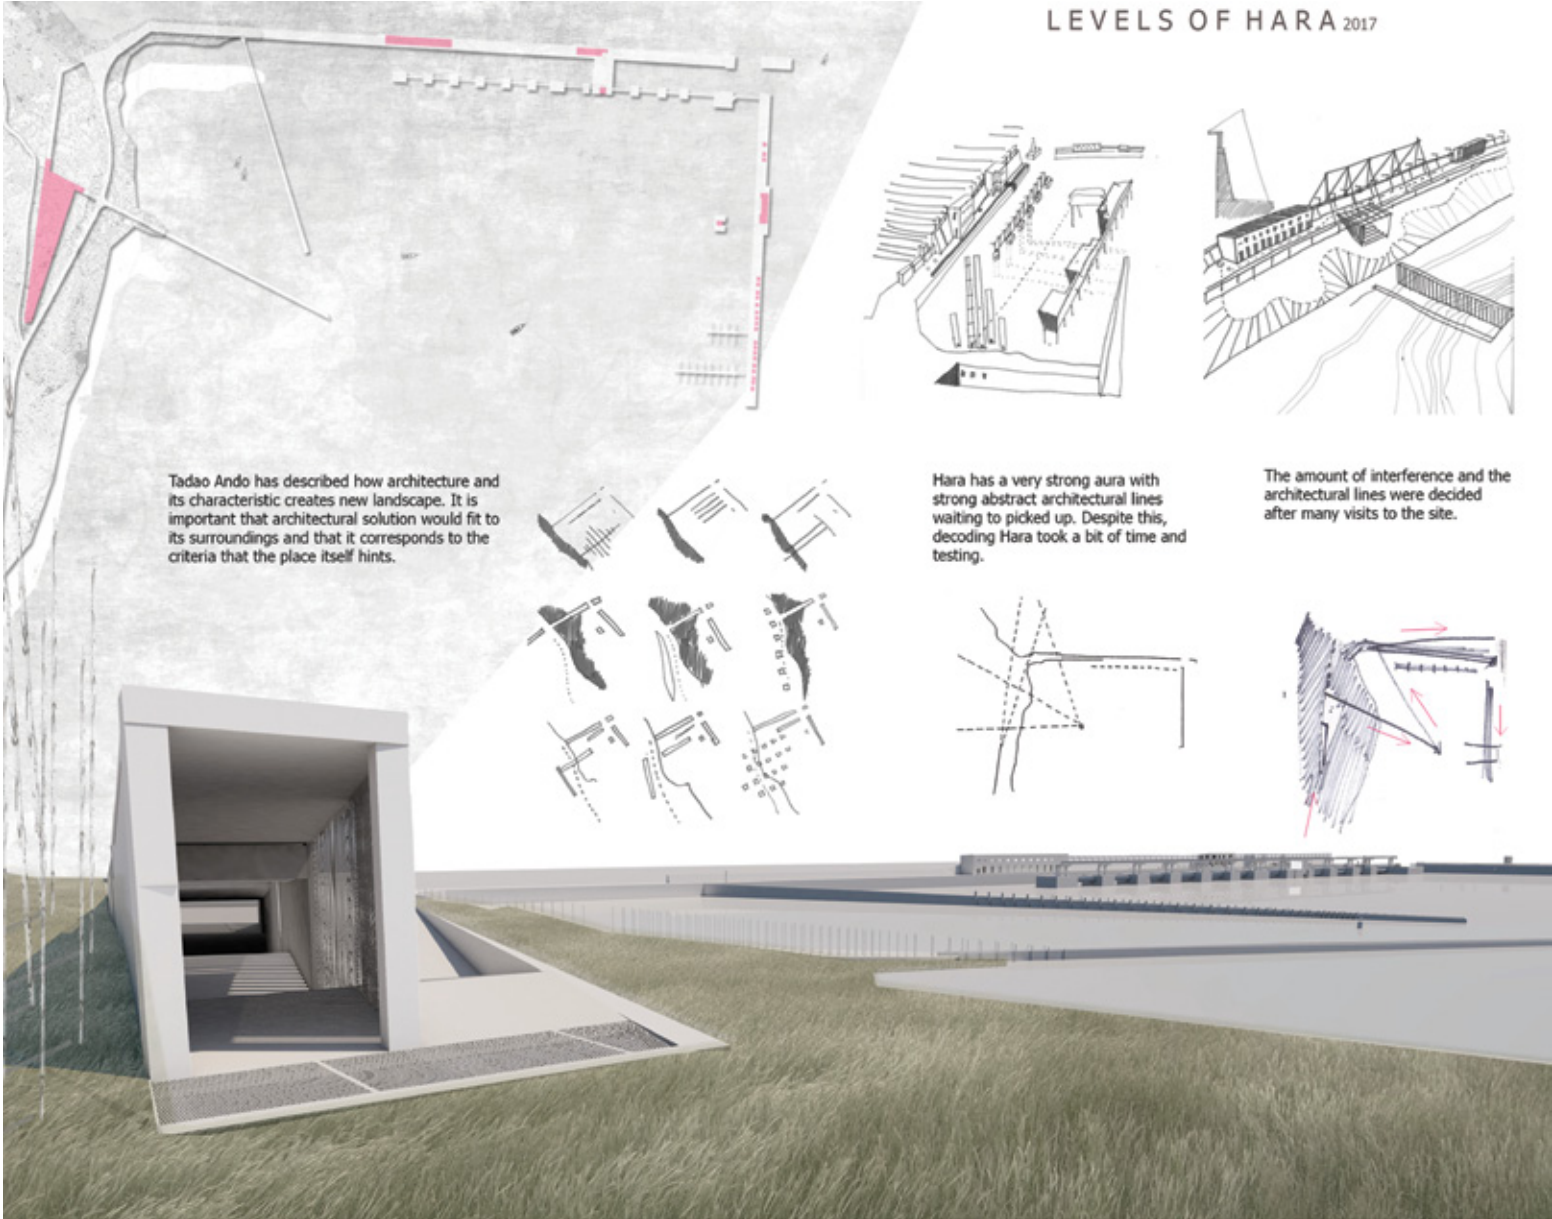 LEVELS OF HARA 2017
Tadao Ando has described how architecture and
its characteristic creates new landscape. It is
important that architectural solution would fit to
its surroundings and that it corresponds to the
criteria that the place itself hints.
Hara has a very strong aura with
strong abstract architectural lines
waiting to picked up. Despite this,
decoding Hara took a bit of time and
testing.
The amount of interference and the
architectural lines were decided
after many visits to the site.